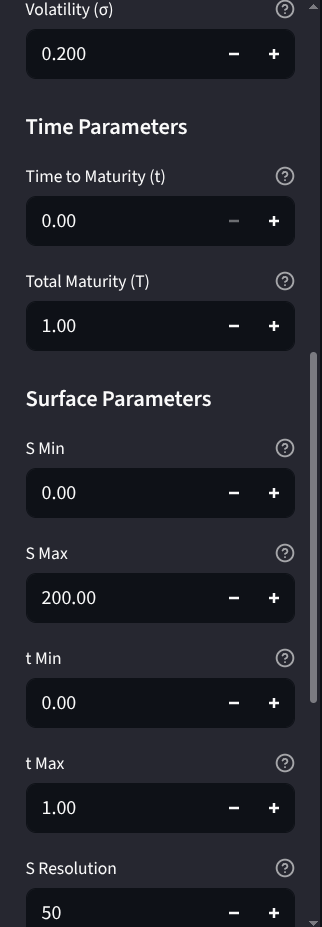 Volatility (σ)
0.200
Time Parameters
Time to Maturity (t)
0.00
Total Maturity (T)
1.00
Surface Parameters
S Min
0.00
S Max
200.00
t Min
0.00
t Max
1.00
S Resolution
50